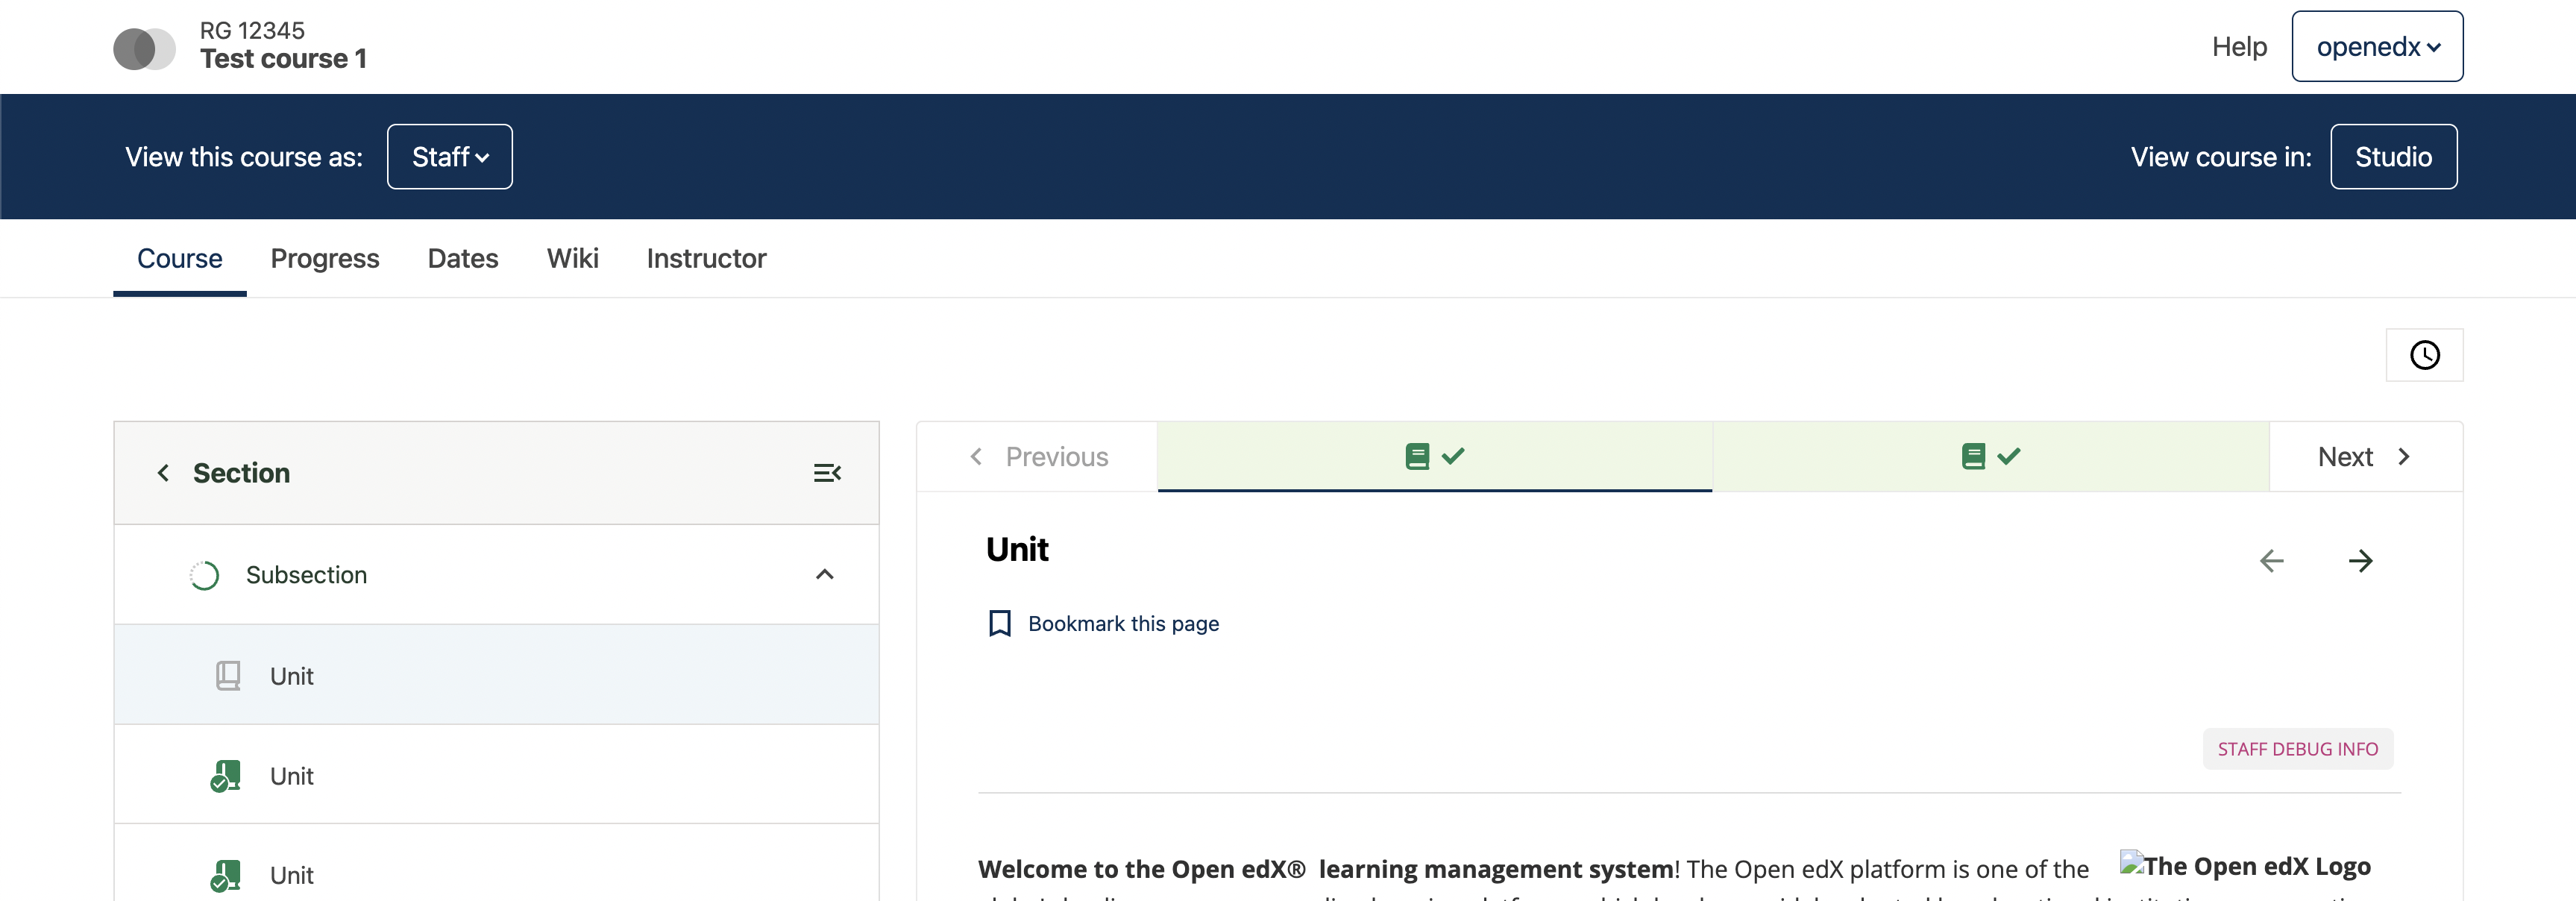 RG 12345
Test course 1
Help
openedx
View this course as:
Staff
View course in:
Studio
Course
Progress
Dates
Wiki
Instructor
Section
Subsection
Unit
Unit
Unit
Previous
Next
Unit
Bookmark this page
STAFF DEBUG INFO
Welcome to the Open edX® learning management system! The Open edX platform is one of the
The Open edX Logo